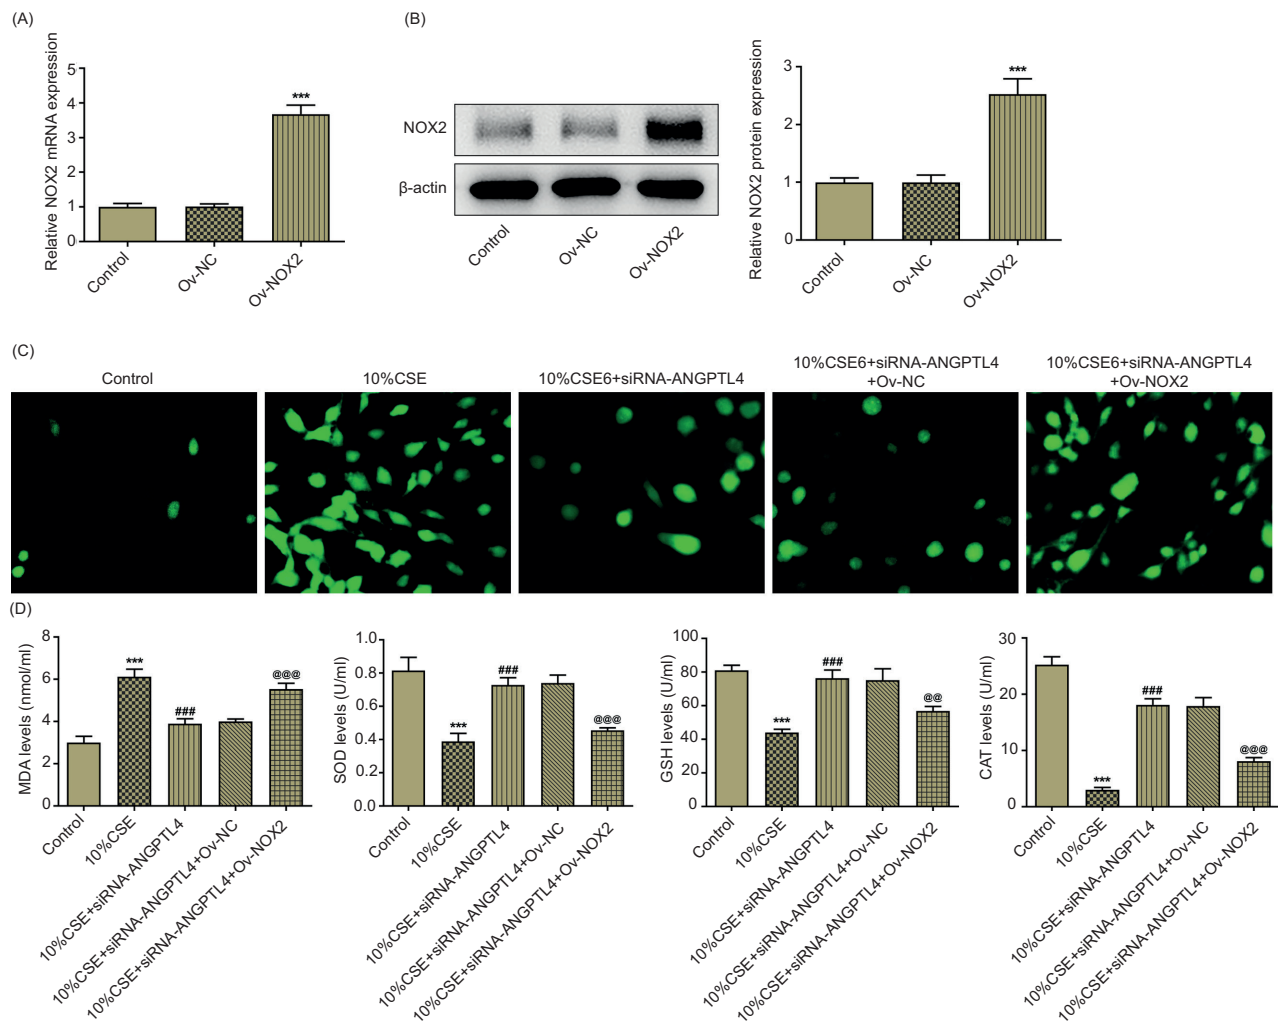 (A)
Relative NOX2 mRNA expression
5
4
3
2
1
0
***
Control
Ov-NC
Ov-NOX2
(B)
NOX2
β-actin
Control
Ov-NC
Ov-NOX2
Relative NOX2 protein expression
3
2
1
0
***
Control
Ov-NC
Ov-NOX2
(C)
Control
10%CSE
10%CSE6+siRNA-ANGPTL4
10%CSE6+siRNA-ANGPTL4
+Ov-NC
10%CSE6+siRNA-ANGPTL4
+Ov-NOX2
(D)
MDA levels (nmol/ml)
8
6
4
2
0
***
###
@@@
Control
10%CSE
10%CSE+siRNA-ANGPTL4
10%CSE+siRNA-ANGPTL4+Ov-NC
10%CSE+siRNA-ANGPTL4+Ov-NOX2
SOD levels (U/ml)
1.0
0.8
0.6
0.4
0.2
0.0
***
###
@@@
Control
10%CSE
10%CSE+siRNA-ANGPTL4
10%CSE+siRNA-ANGPTL4+Ov-NC
10%CSE+siRNA-ANGPTL4+Ov-NOX2
GSH levels (U/ml)
100
80
60
40
20
0
***
###
@@
Control
10%CSE
10%CSE+siRNA-ANGPTL4
10%CSE+siRNA-ANGPTL4+Ov-NC
10%CSE+siRNA-ANGPTL4+Ov-NOX2
CAT levels (U/ml)
30
20
10
0
***
###
@@@
Control
10%CSE
10%CSE+siRNA-ANGPTL4
10%CSE+siRNA-ANGPTL4+Ov-NC
10%CSE+siRNA-ANGPTL4+Ov-NOX2